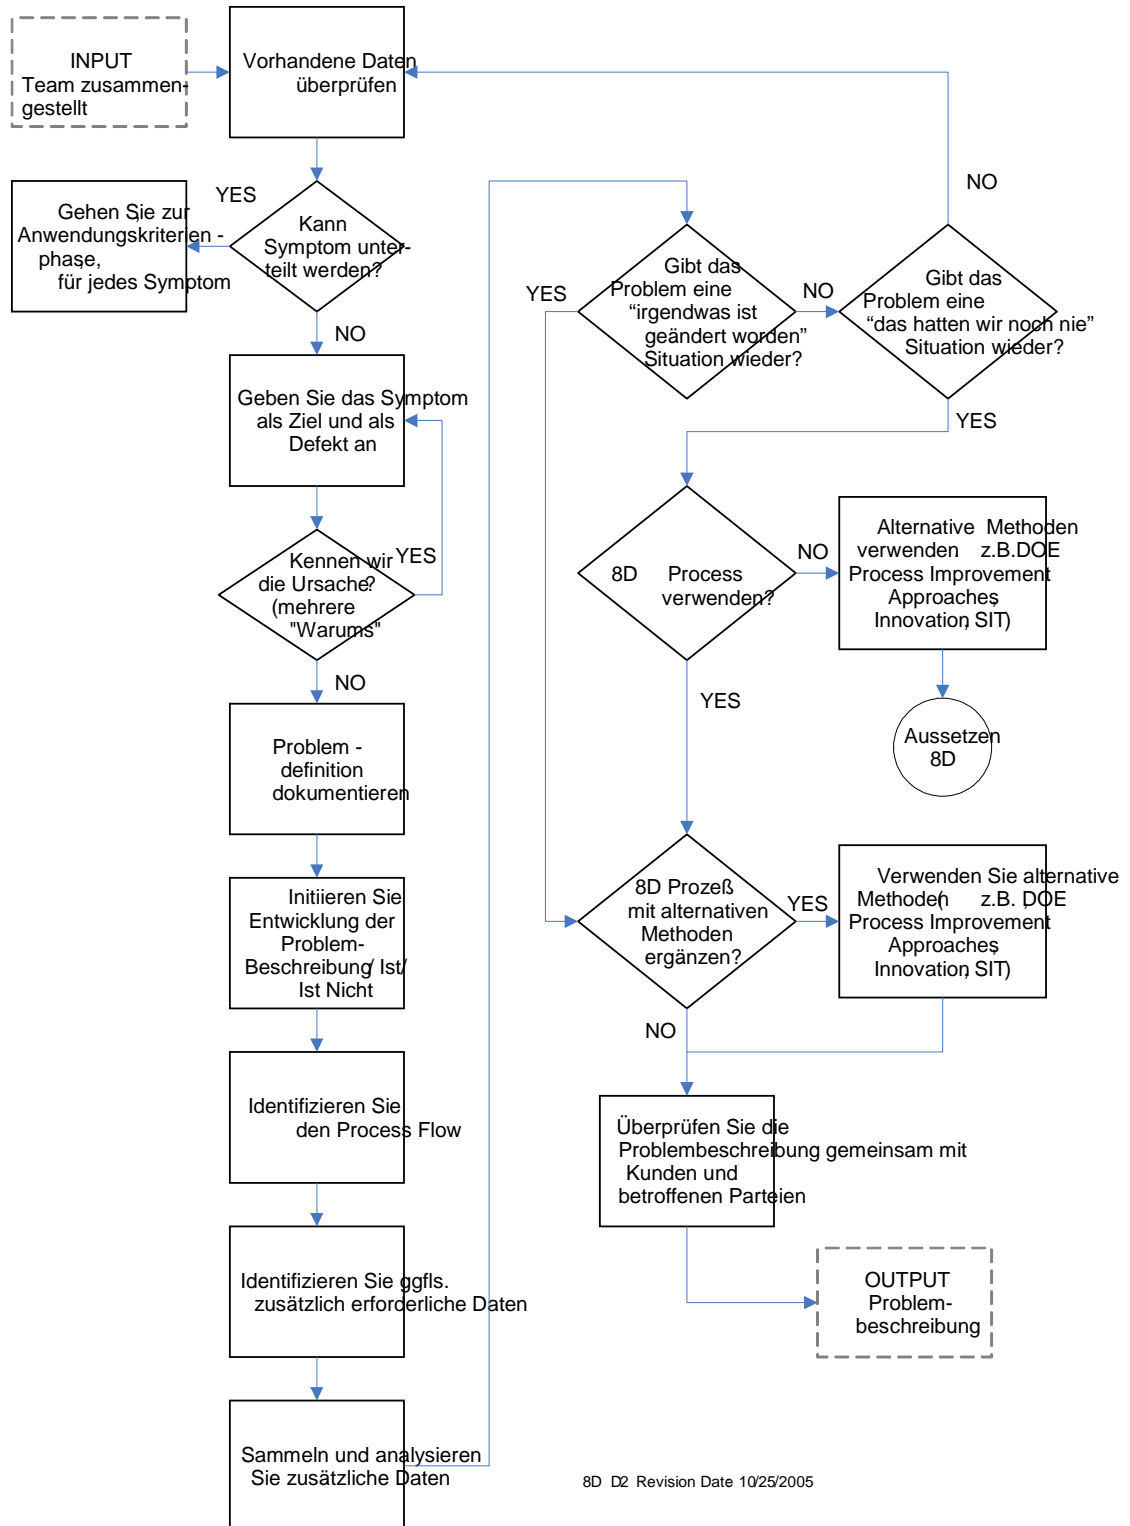 INPUT
Team zusammen-
gestellt
Vorhandene Daten
überprüfen
YES
Gehen Sie zur
Anwendungskriterien -
phase,
für jedes Symptom
Kann
Symptom unter-
teilt werden?
NO
Geben Sie das Symptom
als Ziel und als
Defekt an
Kennen wir
die Ursache?
(mehrere
"Warums"
YES
NO
Problem -
definition
dokumentieren
Initiieren Sie
Entwicklung der
Problem-
Beschreibung/ Ist/
Ist Nicht
Identifizieren Sie
den Process Flow
Identifizieren Sie ggfls.
zusätzlich erforderliche Daten
Sammeln und analysieren
Sie zusätzliche Daten
YES
Gibt das
Problem eine
“irgendwas ist
geändert worden”
Situation wieder?
NO
NO
Gibt das
Problem eine
“das hatten wir noch nie”
Situation wieder?
YES
8D Process
verwenden?
NO
Alternative Methoden
verwenden z.B.DOE
Process Improvement
Approaches,
Innovation, SIT)
YES
Aussetzen
8D
8D Prozeß
mit alternativen
Methoden
ergänzen?
YES
Verwenden Sie alternative
Methoden( z.B. DOE,
Process Improvement
Approaches,
Innovation, SIT)
NO
Überprüfen Sie die
Problembeschreibung gemeinsam mit
Kunden und
betroffenen Parteien
OUTPUT
Problem-
beschreibung
8D D2 Revision Date 10/25/2005